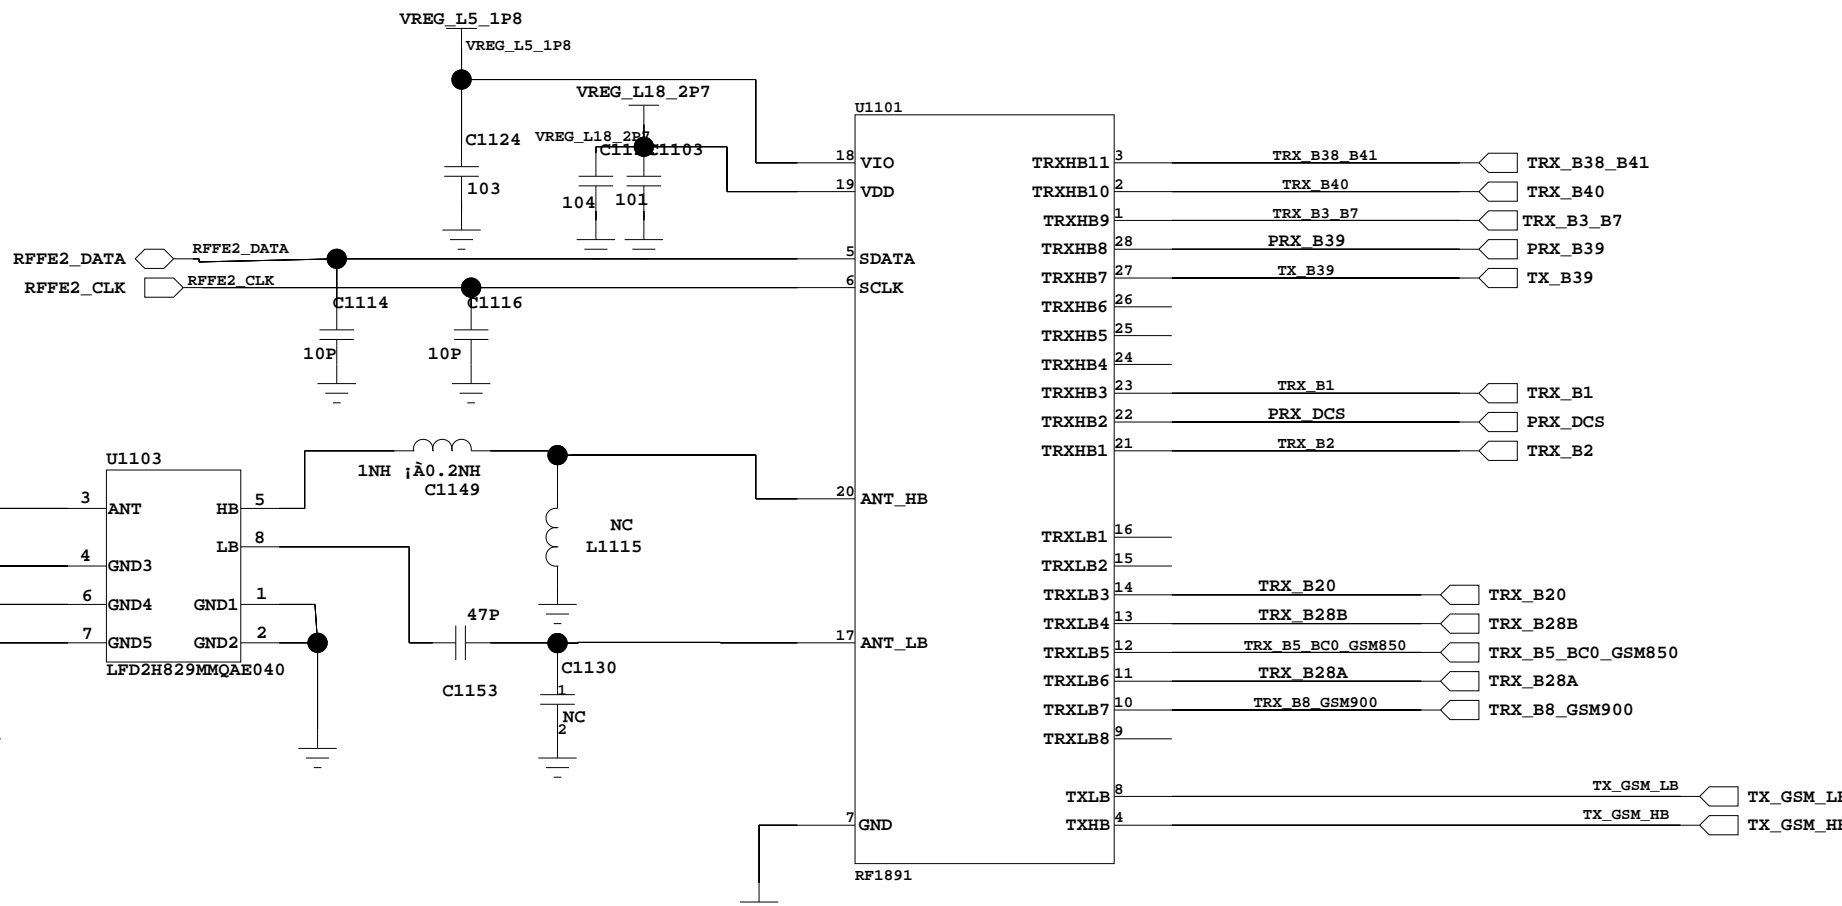 VREG_L5_1P8
VREG_L5_1P8
VREG_L18_2P7
VREG_L18_2P7
C1124
C1103
103
104
101
RFFE2_DATA
RFFE2_DATA
RFFE2_CLK
RFFE2_CLK
C1114
C1116
10P
10P
U1103
3
ANT
HB
5
LB
8
4
GND3
6
GND4
GND1
1
7
GND5
GND2
2
LFD2H829MMQAE040
1NH ¡À0.2NH
C1149
NC
L1115
47P
C1153
C1130
1
NC
2
U1101
18 VIO
19 VDD
5 SDATA
6 SCLK
20 ANT_HB
17 ANT_LB
7 GND
RF1891
TRXHB11 3 TRX_B38_B41 TRX_B38_B41
TRXHB10 2 TRX_B40 TRX_B40
TRXHB9 1 TRX_B3_B7 TRX_B3_B7
TRXHB8 28 PRX_B39 PRX_B39
TRXHB7 27 TX_B39 TX_B39
TRXHB6 26
TRXHB5 25
TRXHB4 24
TRXHB3 23 TRX_B1 TRX_B1
TRXHB2 22 PRX_DCS PRX_DCS
TRXHB1 21 TRX_B2 TRX_B2
TRXLB1 16
TRXLB2 15
TRXLB3 14 TRX_B20 TRX_B20
TRXLB4 13 TRX_B28B TRX_B28B
TRXLB5 12 TRX_B5_BC0_GSM850 TRX_B5_BC0_GSM850
TRXLB6 11 TRX_B28A TRX_B28A
TRXLB7 10 TRX_B8_GSM900 TRX_B8_GSM900
TRXLB8 9
TXLB 8 TX_GSM_LB
TXHB 4 TX_GSM_HB